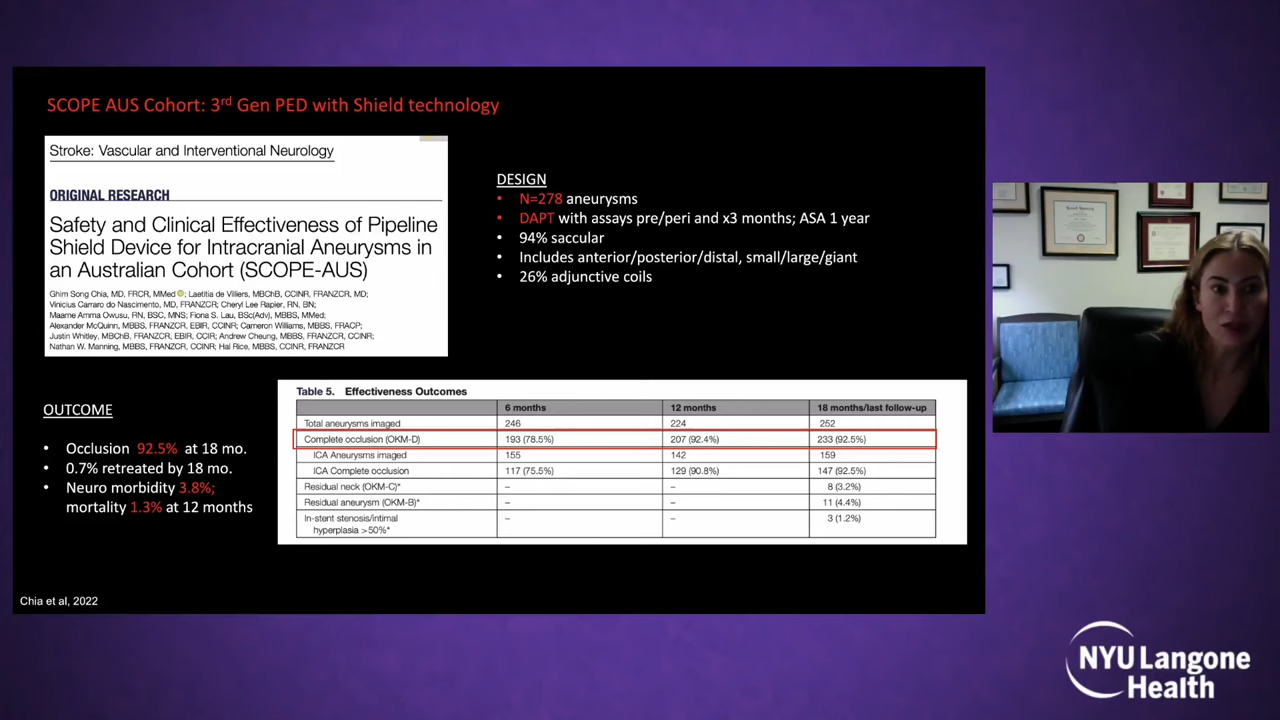 SCOPE AUS Cohort: 3rd Gen PED with Shield technology
Stroke: Vascular and Interventional Neurology
ORIGINAL RESEARCH
Safety and Clinical Effectiveness of Pipeline
Shield Device for Intracranial Aneurysms in
an Australian Cohort (SCOPE-AUS)
Ghim Song Chia, MD, FRCR, MMed; Laetitia de Villiers, MBChB, CCINR, FRANZCR, MD;
Vinicius Carraro do Nascimento, MD, FRANZCR; Cheryl Lee Rapier, RN, BN;
Maame Amma Owusu, RN, BSC, MNS; Fiona S. Lau, BSc(Adv), MBBS, MMed;
Alexander McQuinn, MBBS, FRANZCR, EBIR, CCINR; Cameron Williams, MBBS, FRACP;
Justin Whitley, MBChB, FRANZCR, EBIR, CCIR; Andrew Cheung, MBBS, FRANZCR, CCINR;
Nathan W. Manning, MBBS, FRANZCR, CCINR; Hal Rice, MBBS, CCINR, FRANZCR
DESIGN
• N=278 aneurysms
• DAPT with assays pre/peri and x3 months; ASA 1 year
• 94% saccular
• Includes anterior/posterior/distal, small/large/giant
• 26% adjunctive coils
OUTCOME
• Occlusion 92.5% at 18 mo.
• 0.7% retreated by 18 mo.
• Neuro morbidity 3.8%;
mortality 1.3% at 12 months
Table 5. Effectiveness Outcomes
6 months 12 months 18 months/last follow-up
Total aneurysms imaged 246 224 252
Complete occlusion (OKM-D) 193 (78.5%) 207 (92.4%) 233 (92.5%)
ICA Aneurysms imaged 155 142 159
ICA Complete occlusion 117 (75.5%) 129 (90.8%) 147 (92.5%)
Residual neck (OKM-C)* – – 8 (3.2%)
Residual aneurysm (OKM-B)* – – 11 (4.4%)
In-stent stenosis/intimal – – 3 (1.2%)
hyperplasia >50%*
Chia et al, 2022
NYU Langone
Health